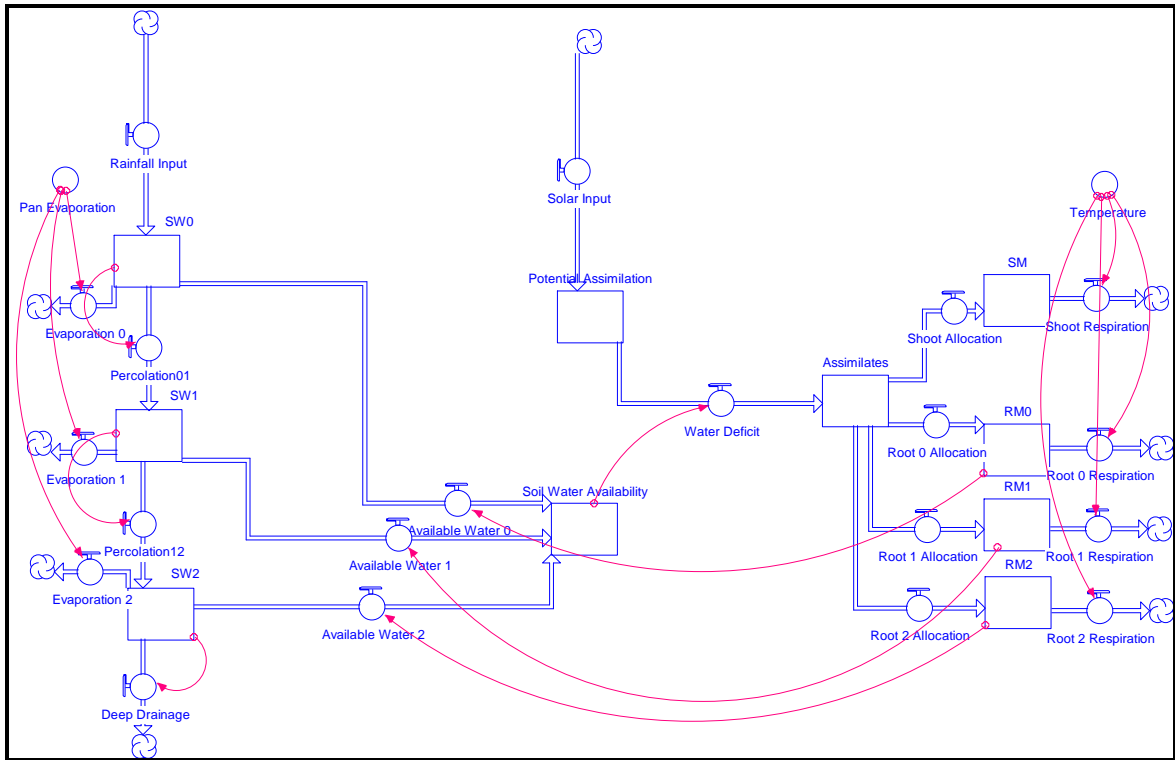 Rainfall Input
Pan Evaporation
SW0
Evaporation 0
Percolation01
SW1
Evaporation 1
Percolation12
SW2
Evaporation 2
Deep Drainage
Solar Input
Potential Assimilation
Water Deficit
Soil Water Availability
Available Water 0
Available Water 1
Available Water 2
Assimilates
Temperature
SM
Shoot Allocation
Shoot Respiration
RM0
Root 0 Allocation
Root 0 Respiration
RM1
Root 1 Allocation
Root 1 Respiration
RM2
Root 2 Allocation
Root 2 Respiration